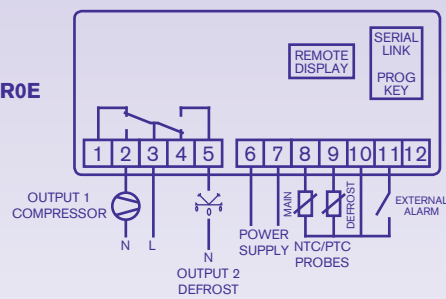 SERIAL
LINK
PROG
KEY
REMOTE
DISPLAY
R0E
1 2 3 4 5 6 7 8 9 10 11 12
OUTPUT 1
COMPRESSOR
N
L
N
OUTPUT 2
DEFROST
POWER
SUPPLY
MAIN
DEFROST
NTC/PTC
PROBES
EXTERNAL
ALARM